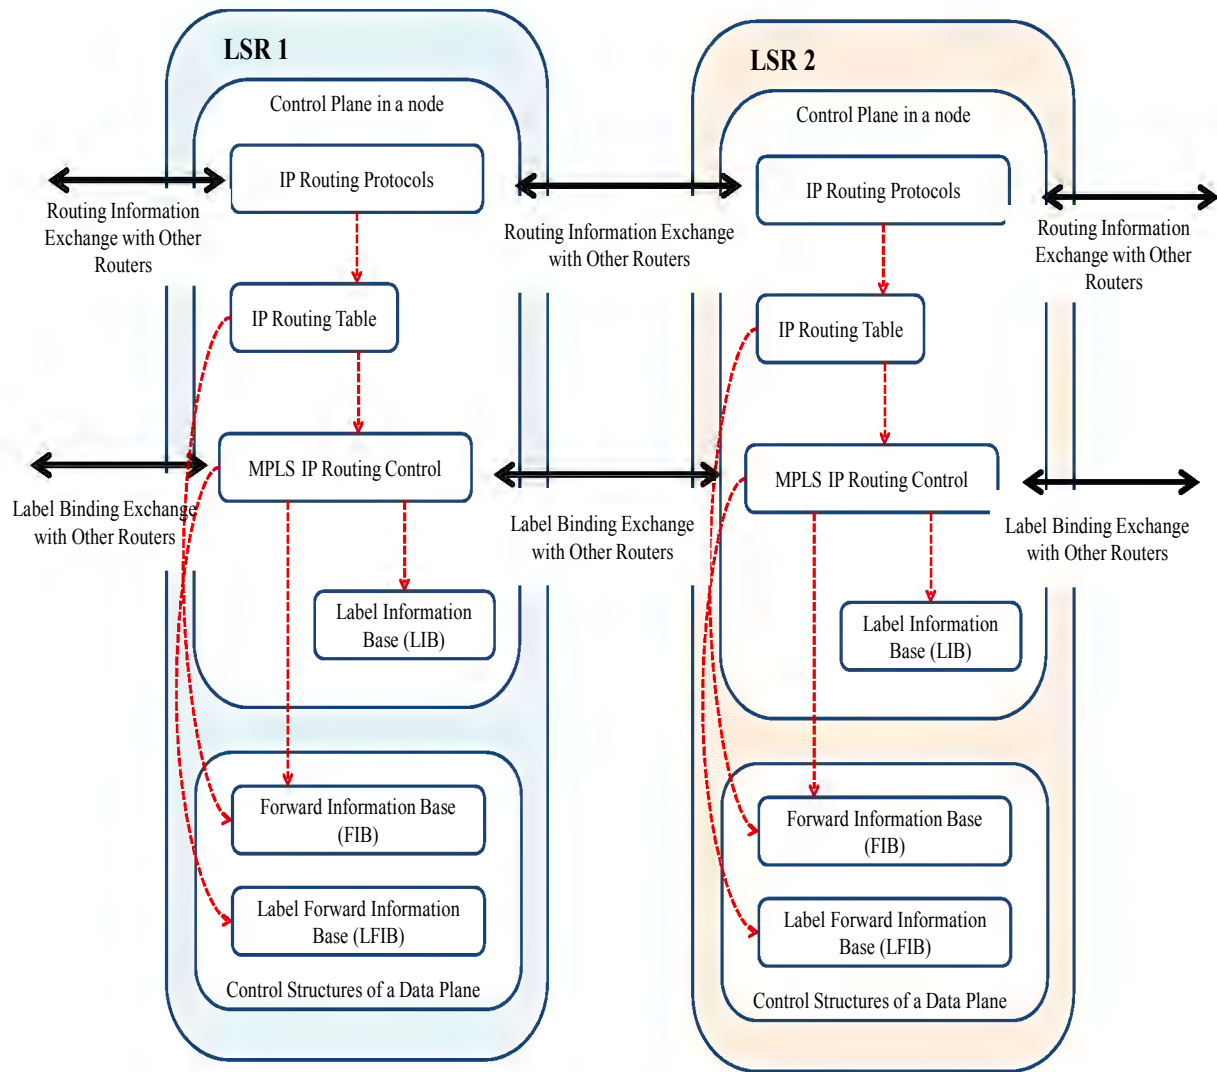 LSR 1
Control Plane in a node
IP Routing Protocols
Routing Information
Exchange with Other
Routers
IP Routing Table
MPLS IP Routing Control
Label Binding Exchange
with Other Routers
Label Information
Base (LIB)
Forward Information Base
(FIB)
Label Forward Information
Base (LFIB)
Control Structures of a Data Plane
Routing Information Exchange
with Other Routers
Label Binding Exchange
with Other Routers
LSR 2
Control Plane in a node
IP Routing Protocols
Routing Information
Exchange with Other
Routers
IP Routing Table
MPLS IP Routing Control
Label Binding Exchange
with Other Routers
Label Information
Base (LIB)
Forward Information Base
(FIB)
Label Forward Information
Base (LFIB)
Control Structures of a Data Plane